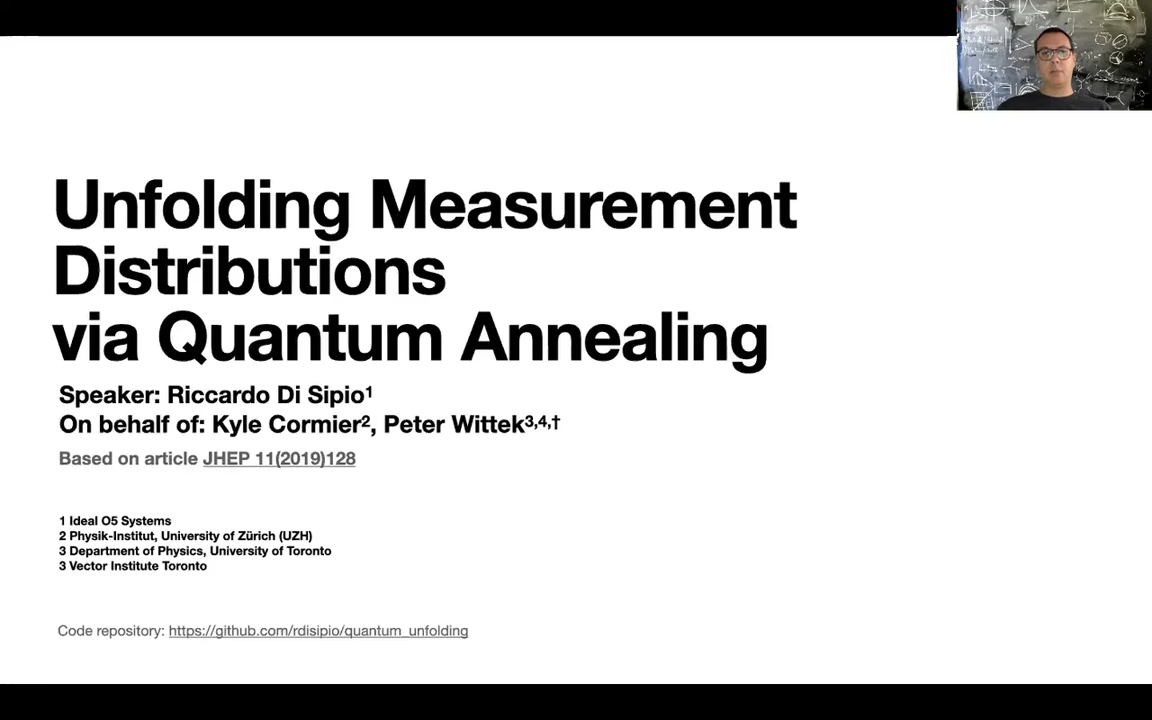 Unfolding Measurement
Distributions
via Quantum Annealing
Speaker: Riccardo Di Sipio¹
On behalf of: Kyle Cormier², Peter Wittek³,⁴,†
Based on article JHEP 11(2019)128
1 Ideal O5 Systems
2 Physik-Institut, University of Zürich (UZH)
3 Department of Physics, University of Toronto
3 Vector Institute Toronto
Code repository: https://github.com/rdisipio/quantum_unfolding